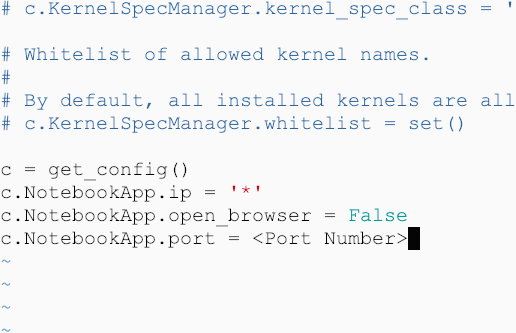 # c.KernelSpecManager.kernel_spec_class = '
# Whitelist of allowed kernel names.
#
# By default, all installed kernels are all
# c.KernelSpecManager.whitelist = set()
c = get_config()
c.NotebookApp.ip = '*'
c.NotebookApp.open_browser = False
c.NotebookApp.port = <Port Number>
~
~
~
~